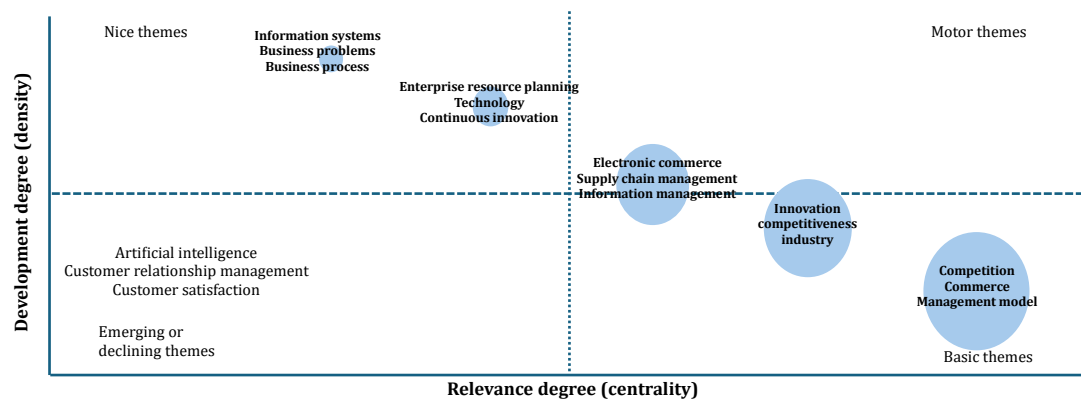 Nice themes
Motor themes
Information systems
Business problems
Business process
Enterprise resource planning
Technology
Continuous innovation
Electronic commerce
Supply chain management
Information management
Innovation
competitiveness
industry
Artificial intelligence
Customer relationship management
Customer satisfaction
Competition
Commerce
Management model
Emerging or
declining themes
Basic themes
Development degree (density)
Relevance degree (centrality)